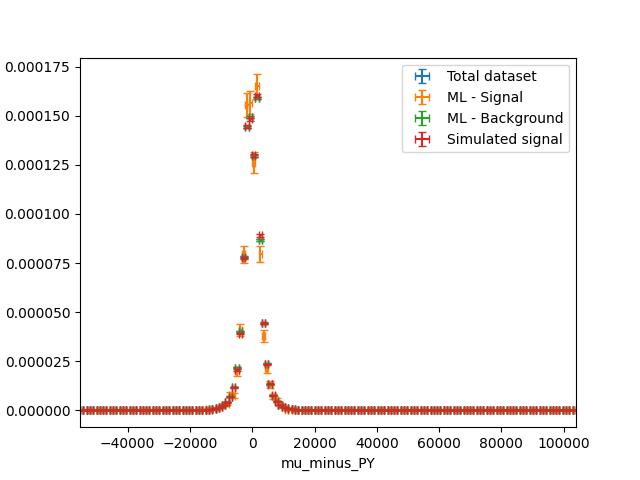 0.000175
0.000150
0.000125
0.000100
0.000075
0.000050
0.000025
0.000000
Total dataset
ML - Signal
ML - Background
Simulated signal
−40000 −20000 0 20000 40000 60000 80000 100000
mu_minus_PY